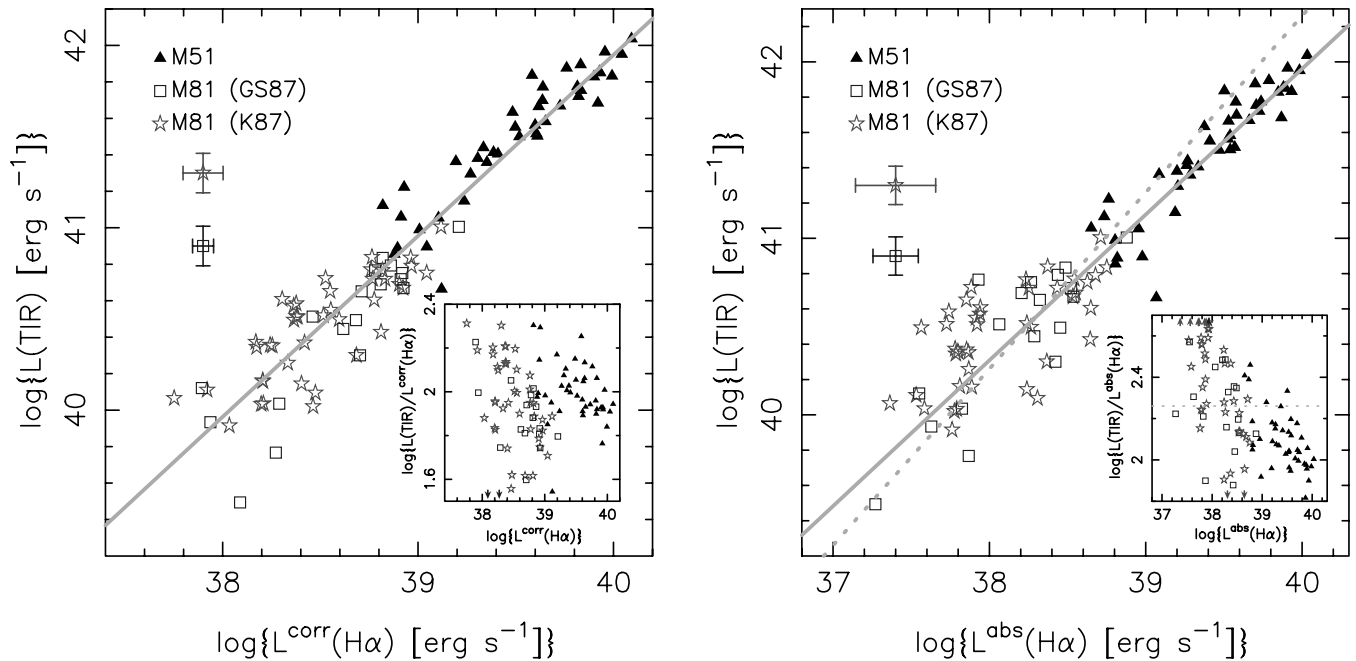 M51
M81 (GS87)
M81 (K87)
log{L(TIR) [erg s⁻¹]}
42
41
40
38
39
40
log{L^corr(Hα) [erg s⁻¹]}
log{L(TIR)/L^corr(Hα)}
2.4
2
1.6
38
39
40
log{L^corr(Hα)}
M51
M81 (GS87)
M81 (K87)
log{L(TIR) [erg s⁻¹]}
42
41
40
37
38
39
40
log{L^abs(Hα) [erg s⁻¹]}
log{L(TIR)/L^abs(Hα)}
2.4
2
37
38
39
40
log{L^abs(Hα)}